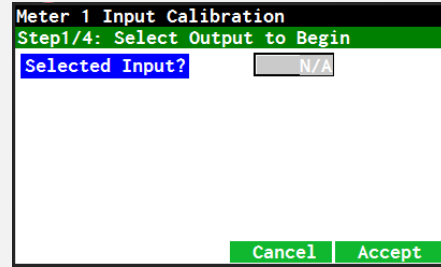 Meter 1 Input Calibration
Step1/4: Select Output to Begin
Selected Input? N/A
Cancel Accept